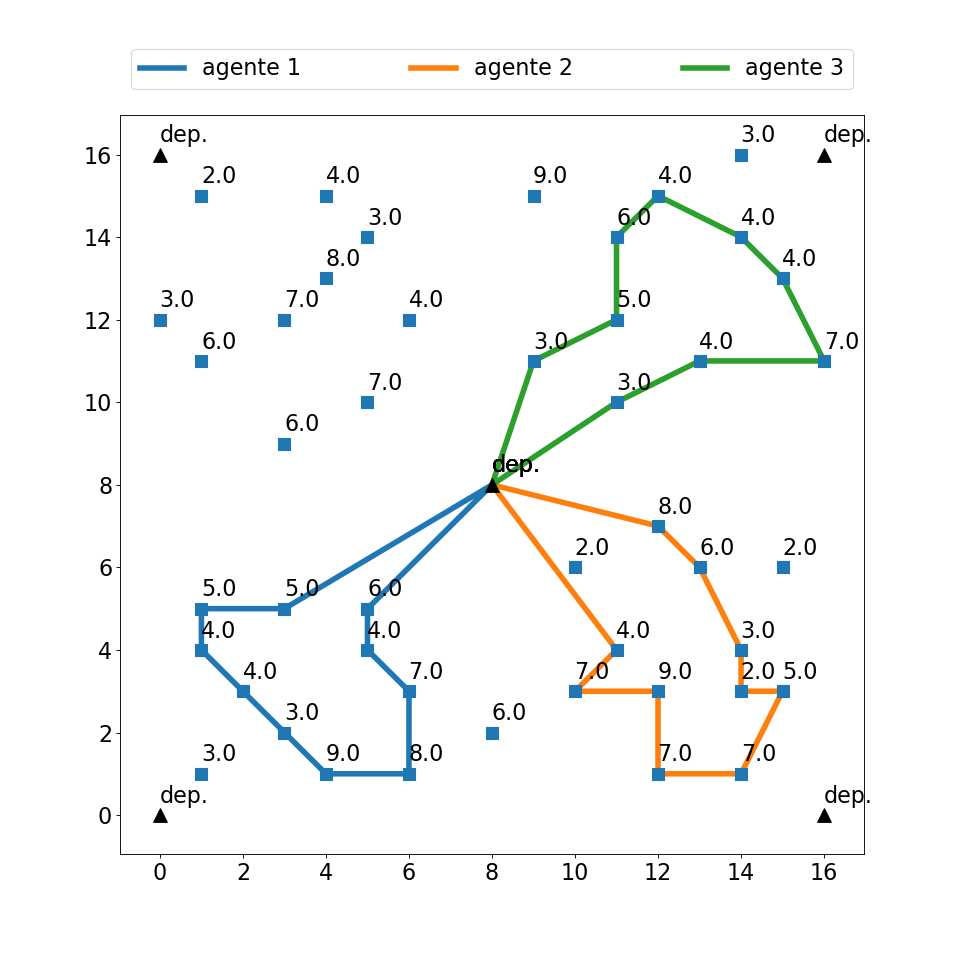 agente 1 agente 2 agente 3
dep. 3.0 dep.
16
2.0 4.0 9.0 4.0
3.0 6.0 4.0
14
8.0 4.0
3.0 7.0 4.0 5.0
12
6.0 3.0 4.0 7.0
7.0 3.0
10
6.0
dep. dep.
8
8.0
2.0 6.0 2.0
6
5.0 5.0 6.0
4.0 4.0 4.0 3.0
4
4.0 7.0 7.0 9.0 2.0 5.0
3.0 6.0
2
3.0 9.0 8.0 7.0 7.0
dep. dep.
0
0 2 4 6 8 10 12 14 16